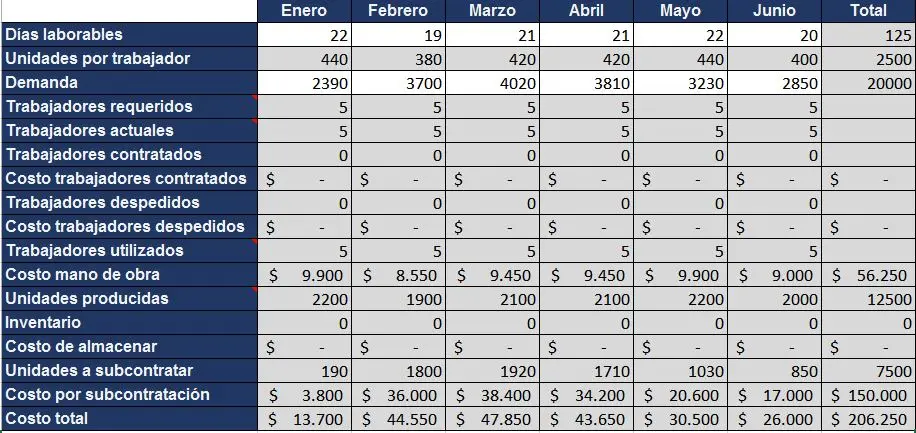 Enero Febrero Marzo Abril Mayo Junio Total
Días laborables 22 19 21 21 22 20 125
Unidades por trabajador 440 380 420 420 440 400 2500
Demanda 2390 3700 4020 3810 3230 2850 20000
Trabajadores requeridos 5 5 5 5 5 5
Trabajadores actuales 5 5 5 5 5 5
Trabajadores contratados 0 0 0 0 0 0
Costo trabajadores contratados $ - $ - $ - $ - $ - $ - $ -
Trabajadores despedidos 0 0 0 0 0 0
Costo trabajadores despedidos $ - $ - $ - $ - $ - $ - $ -
Trabajadores utilizados 5 5 5 5 5 5
Costo mano de obra $ 9.900 $ 8.550 $ 9.450 $ 9.450 $ 9.900 $ 9.000 $ 56.250
Unidades producidas 2200 1900 2100 2100 2200 2000 12500
Inventario 0 0 0 0 0 0 0
Costo de almacenar $ - $ - $ - $ - $ - $ - $ -
Unidades a subcontratar 190 1800 1920 1710 1030 850 7500
Costo por subcontratación $ 3.800 $ 36.000 $ 38.400 $ 34.200 $ 20.600 $ 17.000 $ 150.000
Costo total $ 13.700 $ 44.550 $ 47.850 $ 43.650 $ 30.500 $ 26.000 $ 206.250